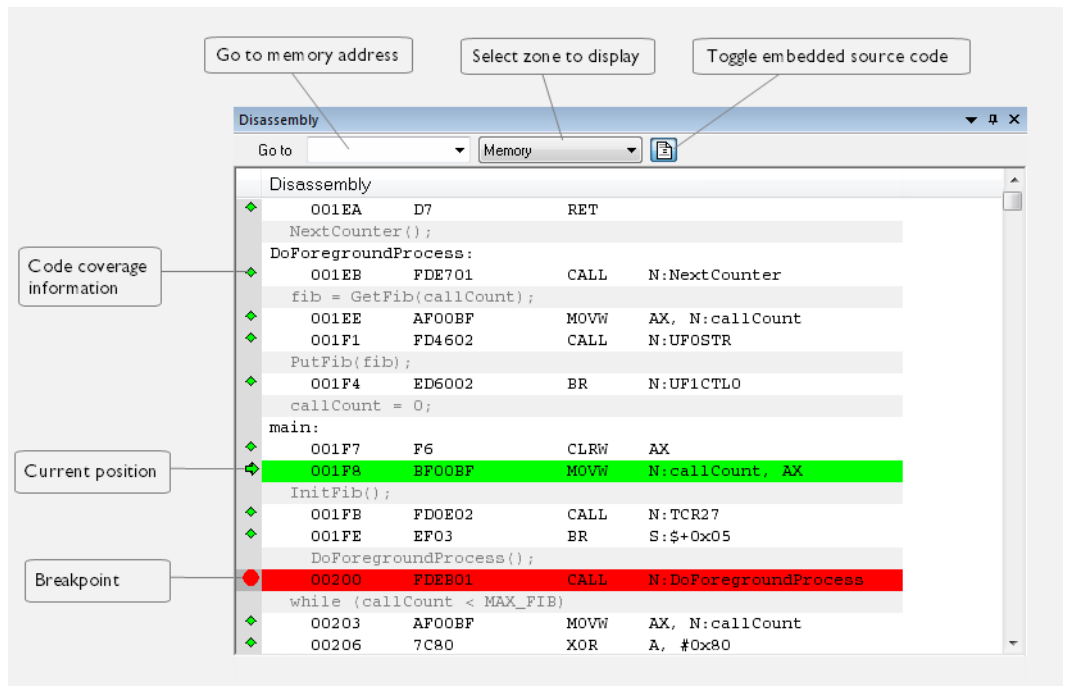 Go to memory address
Select zone to display
Toggle embedded source code
Disassembly
Go to
Memory
Disassembly
001EA D7 RET
NextCounter();
DoForegroundProcess:
Code coverage
information
001EB FDE701 CALL N:NextCounter
fib = GetFib(callCount);
001EE AF00BF MOVW AX, N:callCount
001F1 FD4602 CALL N:UF0STR
PutFib(fib);
001F4 ED6002 BR N:UF1CTL0
callCount = 0;
main:
001F7 F6 CLRW AX
Current position
001F8 BF00BF MOVW N:callCount, AX
InitFib();
001FB FD0E02 CALL N:TCR27
001FE EF03 BR S:$+0x05
DoForegroundProcess();
Breakpoint
00200 FDEB01 CALL N:DoForegroundProcess
while (callCount < MAX_FIB)
00203 AF00BF MOVW AX, N:callCount
00206 7C80 XOR A, #0x80